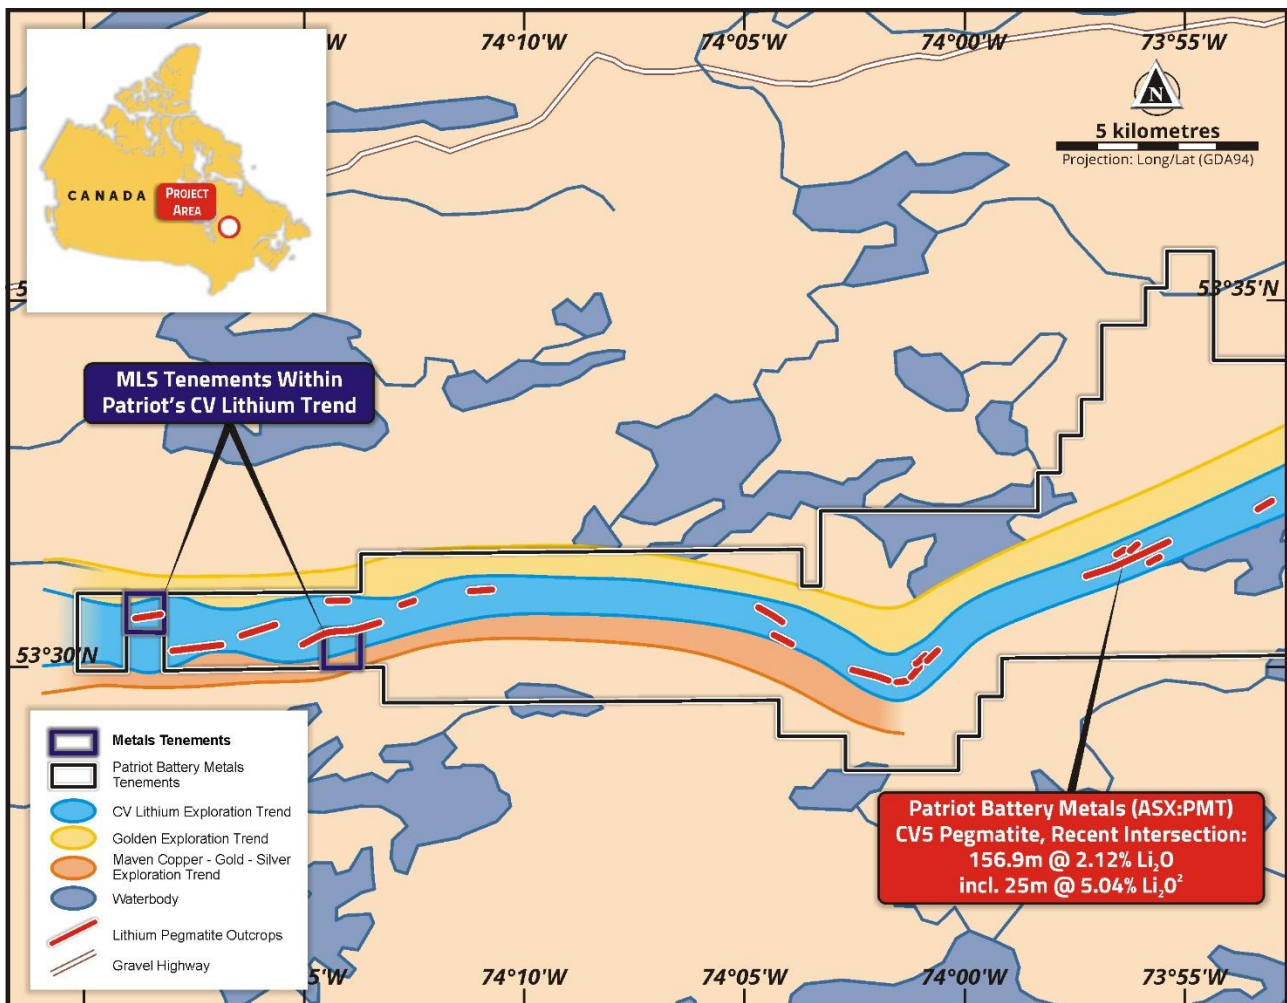 74°10'W
74°05'W
74°00'W
73°55'W
CANADA
PROJECT
AREA
N
5 kilometres
Projection: Long/Lat (GDA94)
53°35'N
MLS Tenements Within
Patriot's CV Lithium Trend
53°30'N
Metals Tenements
Patriot Battery Metals
Tenements
CV Lithium Exploration Trend
Golden Exploration Trend
Maven Copper - Gold - Silver
Exploration Trend
Waterbody
Lithium Pegmatite Outcrops
Gravel Highway
Patriot Battery Metals (ASX:PMT)
CV5 Pegmatite, Recent Intersection:
156.9m @ 2.12% Li₂O
incl. 25m @ 5.04% Li₂O²
5'W
74°10'W
74°05'W
74°00'W
73°55'W